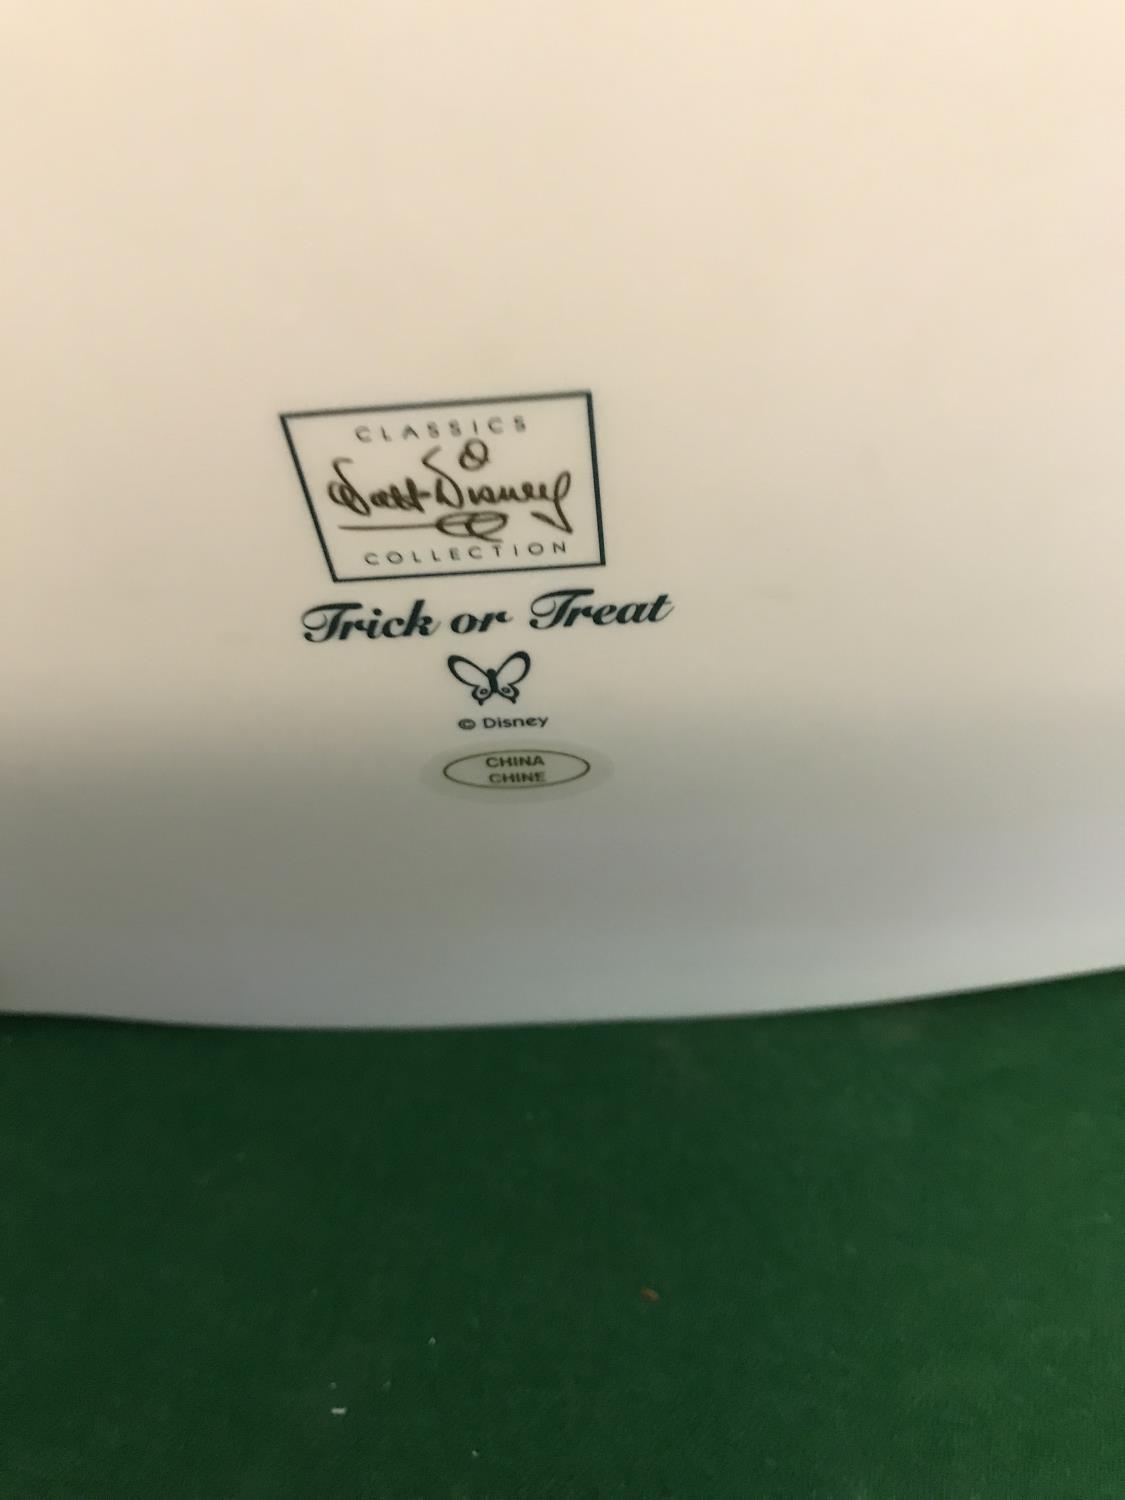 CLASSICS
Walt Disney
COLLECTION
Trick or Treat
© Disney
CHINA
CHINE